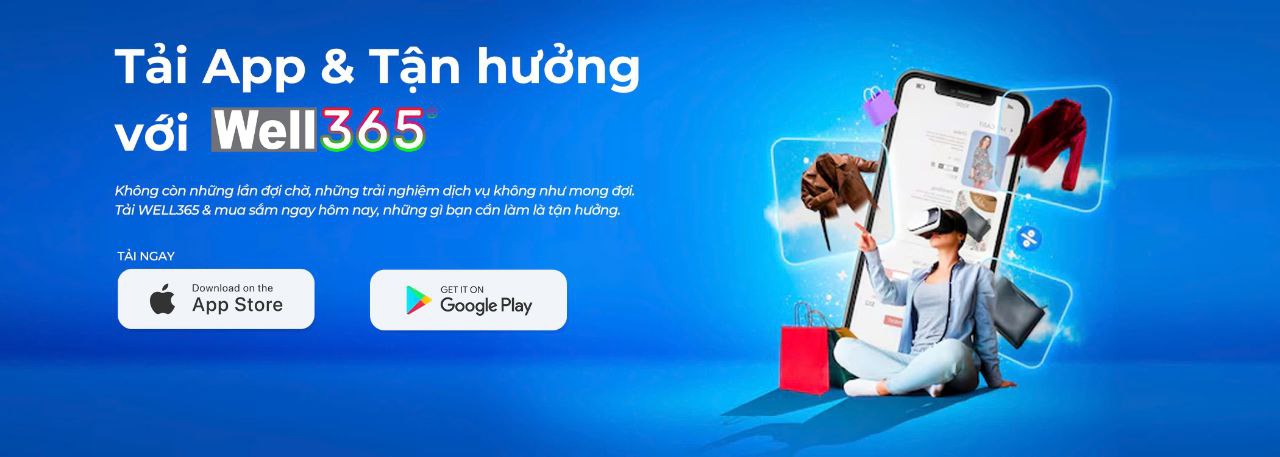 Tải App & Tận hưởng
với Well365
Không còn những lần đợi chờ, những trải nghiệm dịch vụ không như mong đợi.
Tải WELL365 & mua sắm ngay hôm nay, những gì bạn cần làm là tận hưởng.
TẢI NGAY
Download on the
App Store
GET IT ON
Google Play